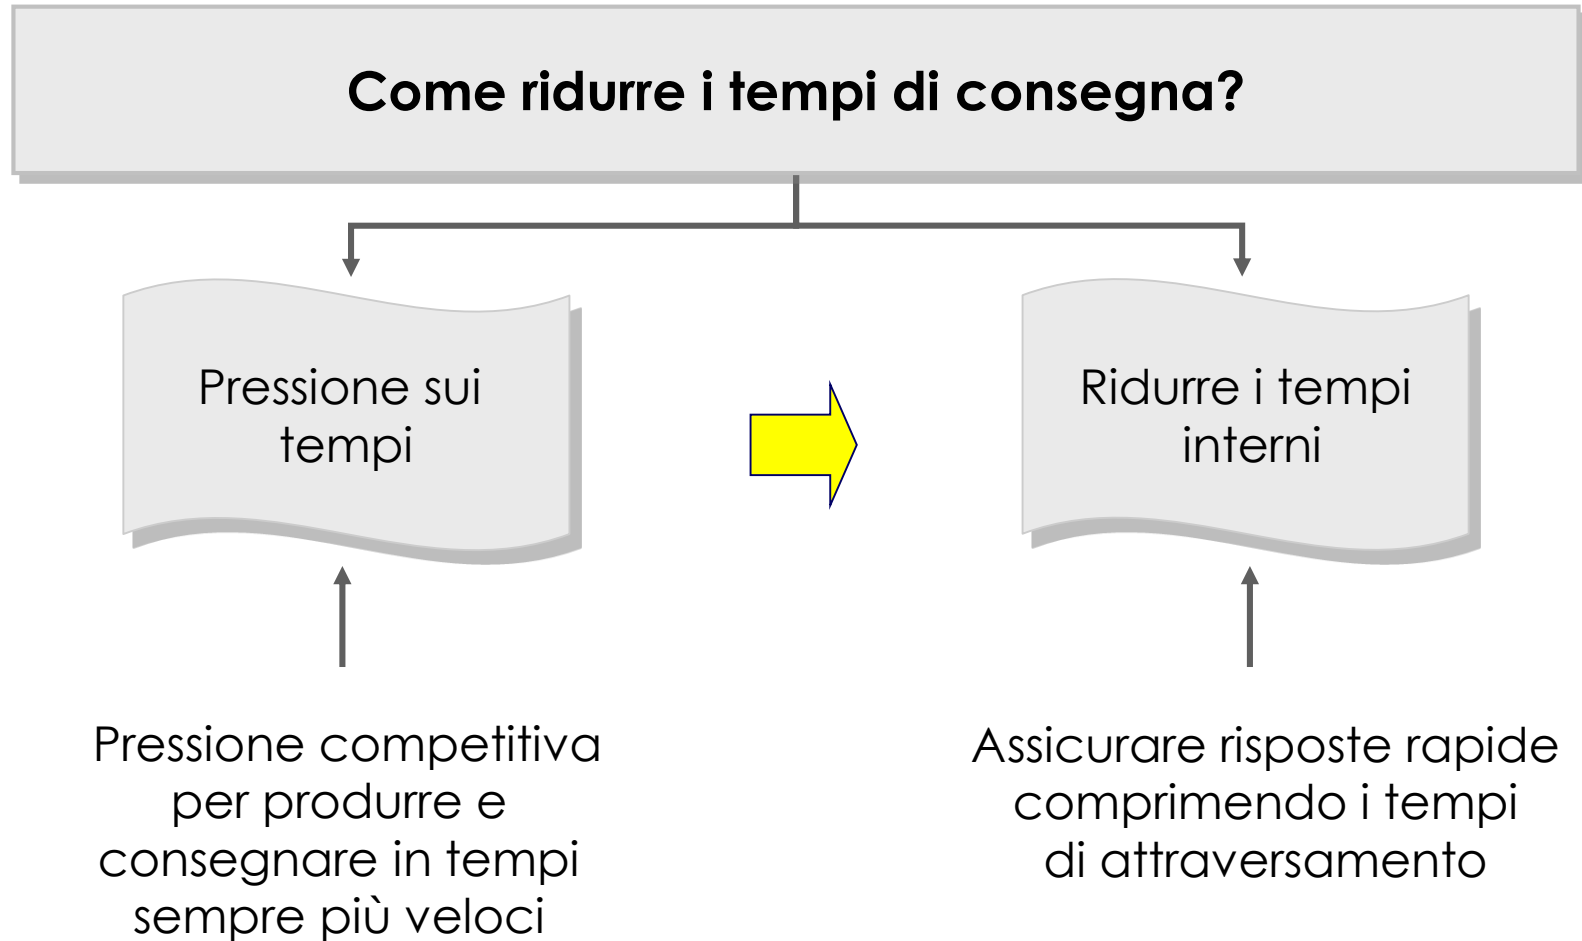 Come ridurre i tempi di consegna?
Pressione sui
tempi
Ridurre i tempi
interni
Pressione competitiva
per produrre e
consegnare in tempi
sempre più veloci
Assicurare risposte rapide
comprimendo i tempi
di attraversamento